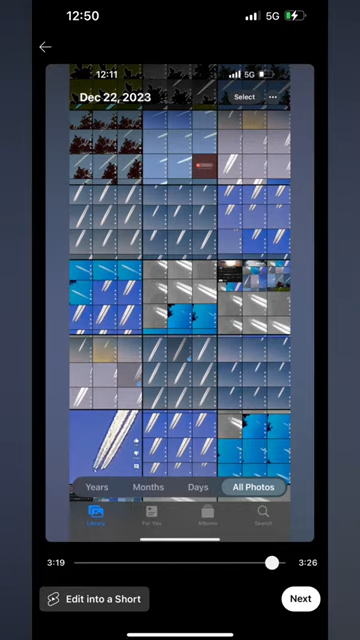 12:50
5G
12:11
5G
Dec 22, 2023
Select
Years
Months
Days
All Photos
Library
For You
Albums
Search
3:19
3:26
Edit into a Short
Next